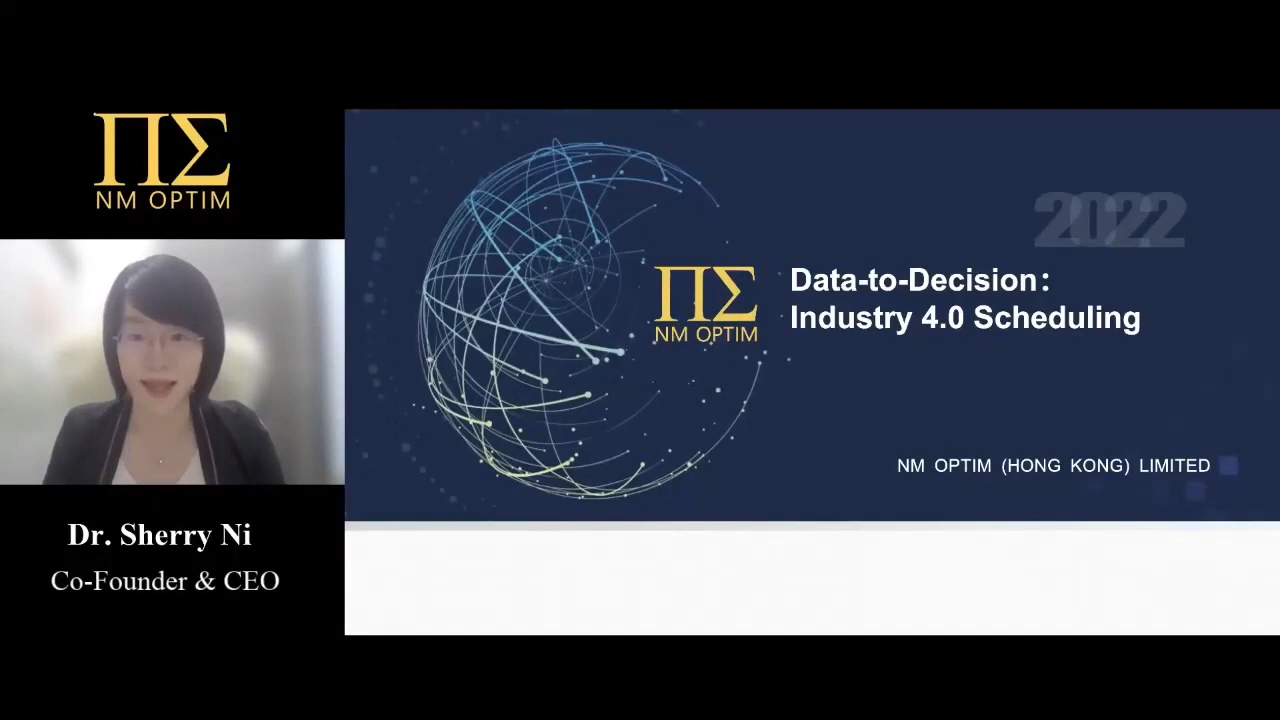 ΠΣ
NM OPTIM
Dr. Sherry Ni
Co-Founder & CEO
2022
ΠΣ
NM OPTIM
Data-to-Decision:
Industry 4.0 Scheduling
NM OPTIM (HONG KONG) LIMITED